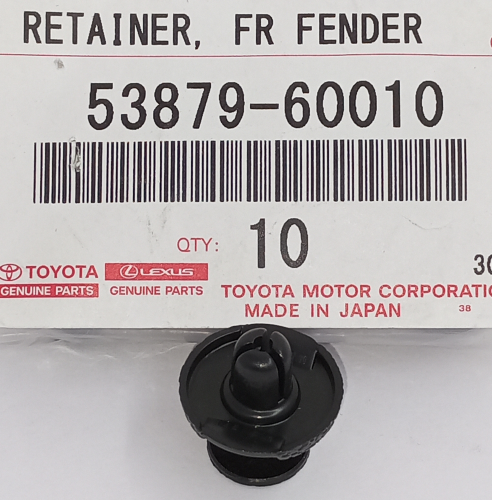 RETAINER, FR FENDER
53879-60010
QTY: 10
TOYOTA LEXUS
GENUINE PARTS GENUINE PARTS
TOYOTA MOTOR CORPORATIO
MADE IN JAPAN 38